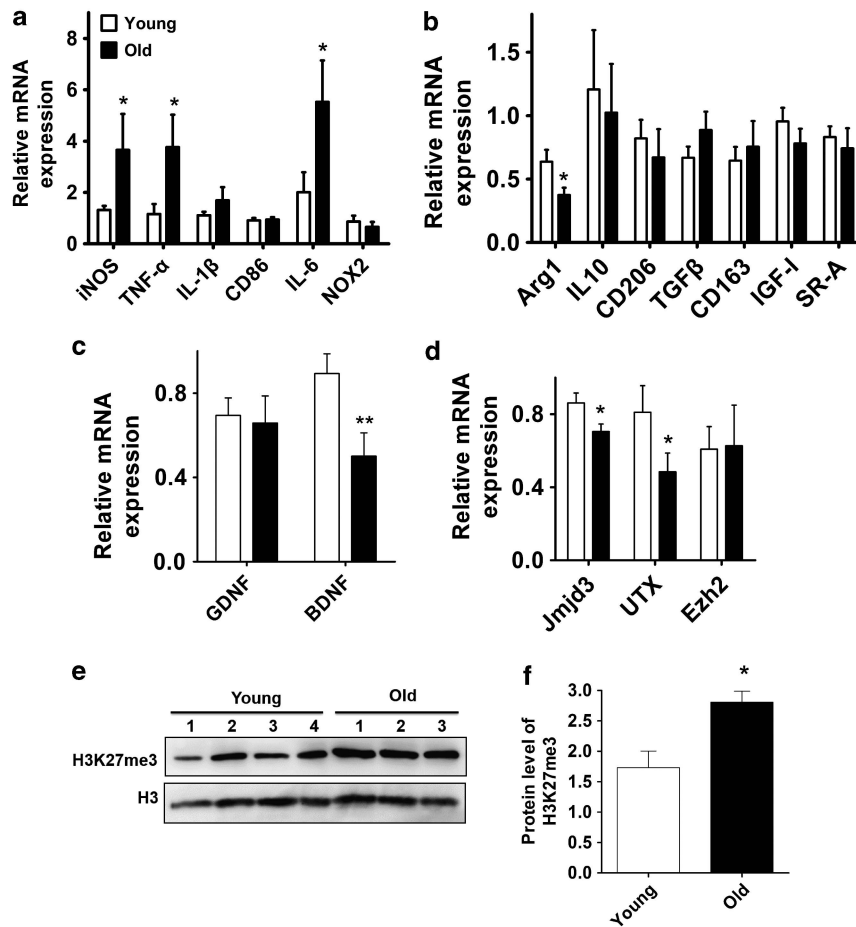 a
Young
Old
Relative mRNA
expression
8
6
4
2
0
*
*
*
iNOS
TNF-α
IL-1β
CD86
IL-6
NOX2
b
Relative mRNA
expression
1.5
1.0
0.5
0.0
*
Arg1
IL10
CD206
TGFβ
CD163
IGF-I
SR-A
c
Relative mRNA
expression
0.8
0.4
0.0
**
GDNF
BDNF
d
Relative mRNA
expression
0.8
0.4
0.0
*
*
Jmjd3
UTX
Ezh2
e
Young Old
1 2 3 4 1 2 3
H3K27me3
H3
f
Protein level of
H3K27me3
3.0
2.5
2.0
1.5
1.0
0.5
0.0
*
Young
Old